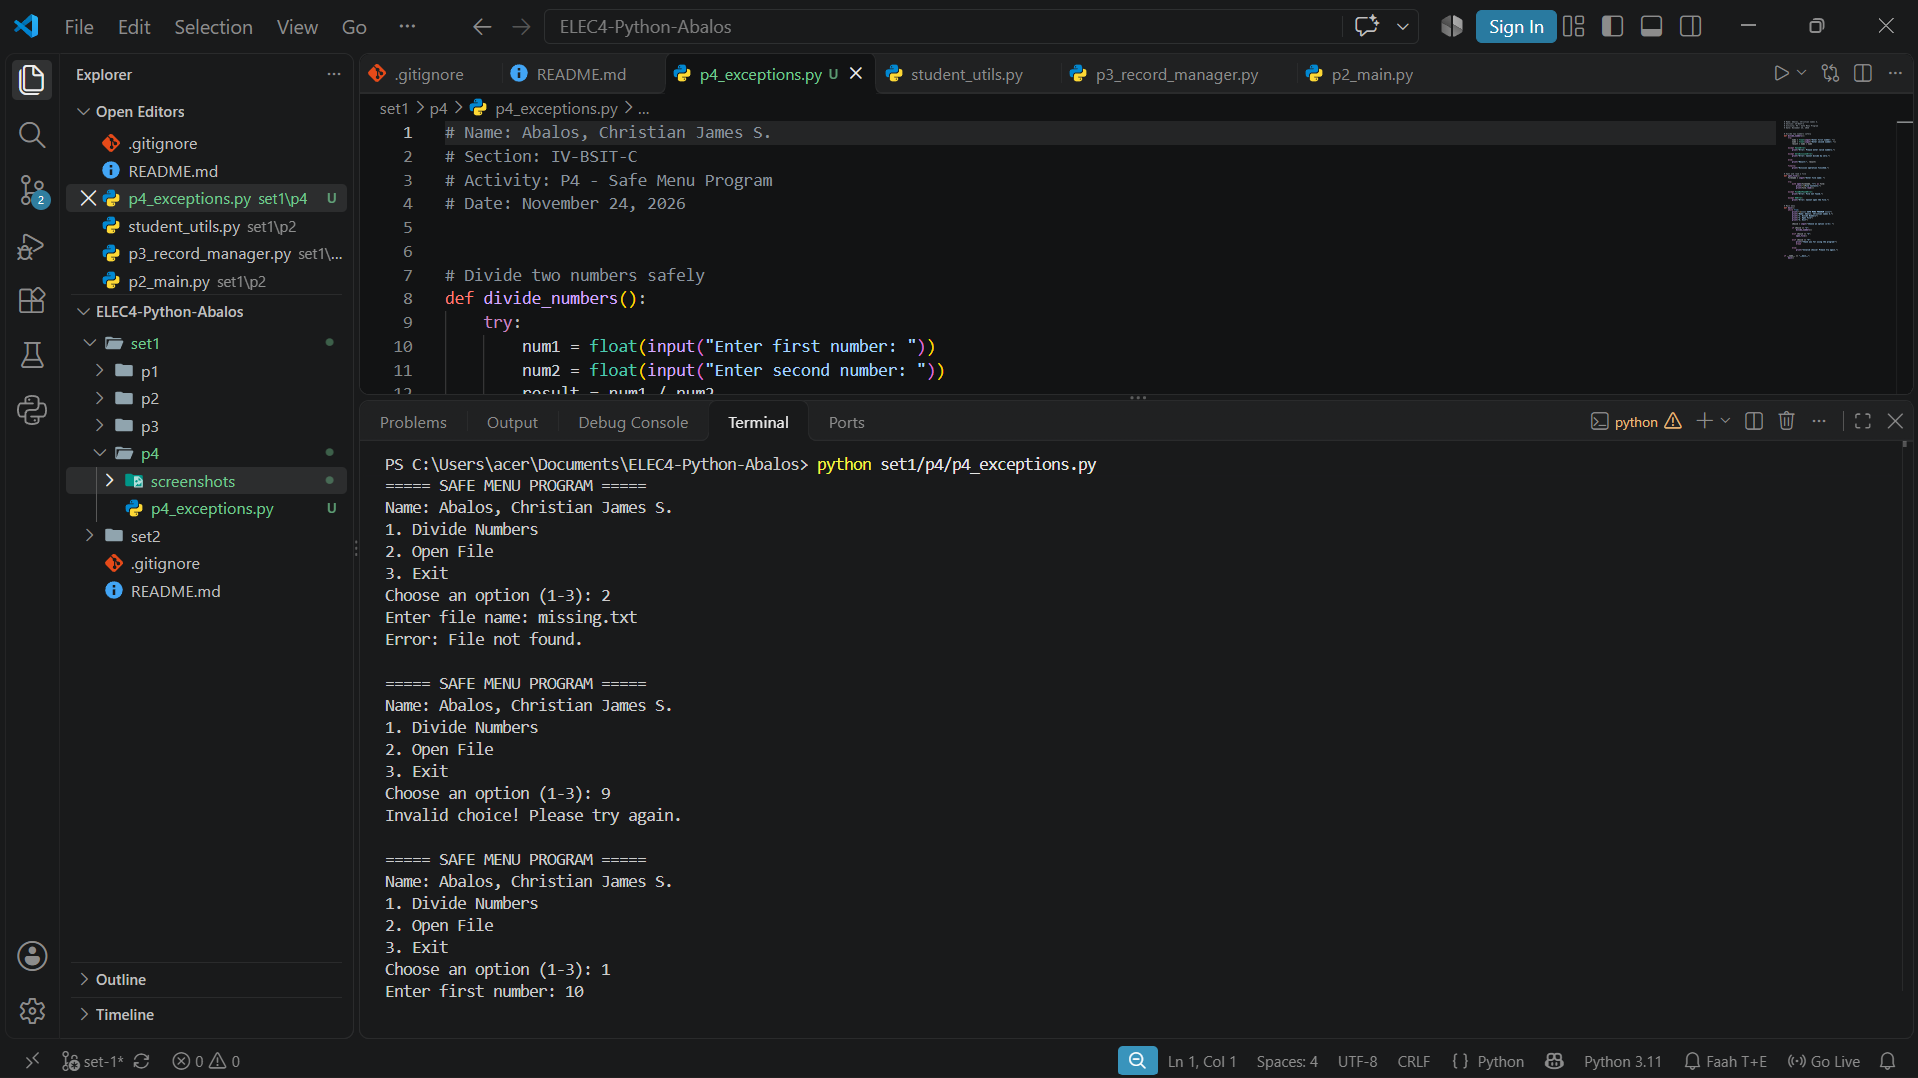 File Edit Selection View Go ··· ELEC4-Python-Abalos Sign In
Explorer
Open Editors
.gitignore
README.md
p4_exceptions.py set1\p4 U
student_utils.py set1\p2
p3_record_manager.py set1\...
p2_main.py set1\p2
ELEC4-Python-Abalos
set1
p1
p2
p3
p4
screenshots
p4_exceptions.py U
set2
.gitignore
README.md
Outline
Timeline
2
.gitignore README.md p4_exceptions.py U student_utils.py p3_record_manager.py p2_main.py
set1 > p4 > p4_exceptions.py > ...
1 # Name: Abalos, Christian James S.
2 # Section: IV-BSIT-C
3 # Activity: P4 - Safe Menu Program
4 # Date: November 24, 2026
5
6
7 # Divide two numbers safely
8 def divide_numbers():
9 try:
10 num1 = float(input("Enter first number: "))
11 num2 = float(input("Enter second number: "))
12 result = num1 / num2
Problems Output Debug Console Terminal Ports python
PS C:\Users\acer\Documents\ELEC4-Python-Abalos> python set1/p4/p4_exceptions.py
===== SAFE MENU PROGRAM =====
Name: Abalos, Christian James S.
1. Divide Numbers
2. Open File
3. Exit
Choose an option (1-3): 2
Enter file name: missing.txt
Error: File not found.
===== SAFE MENU PROGRAM =====
Name: Abalos, Christian James S.
1. Divide Numbers
2. Open File
3. Exit
Choose an option (1-3): 9
Invalid choice! Please try again.
===== SAFE MENU PROGRAM =====
Name: Abalos, Christian James S.
1. Divide Numbers
2. Open File
3. Exit
Choose an option (1-3): 1
Enter first number: 10
set-1* 0 0 Ln 1, Col 1 Spaces: 4 UTF-8 CRLF {} Python Python 3.11 Faah T+E Go Live